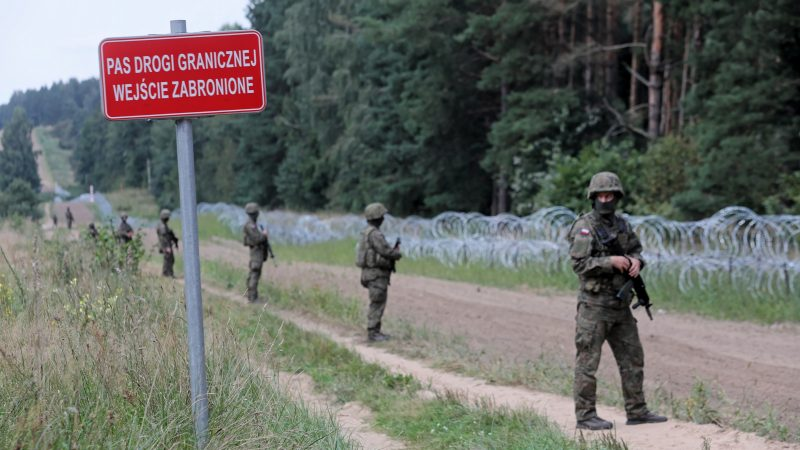 PAS DROGI GRANICZNEJ
WEJŚCIE ZABRONIONE